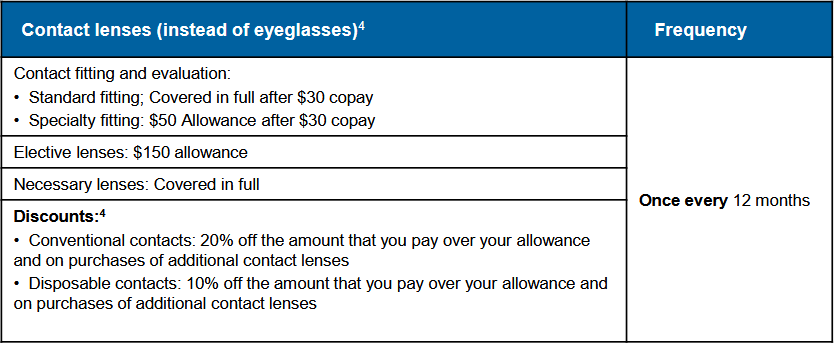 Contact lenses (instead of eyeglasses)⁴
Frequency
Contact fitting and evaluation:
• Standard fitting; Covered in full after $30 copay
• Specialty fitting: $50 Allowance after $30 copay
Elective lenses: $150 allowance
Necessary lenses: Covered in full
Discounts:⁴
• Conventional contacts: 20% off the amount that you pay over your allowance
and on purchases of additional contact lenses
• Disposable contacts: 10% off the amount that you pay over your allowance and
on purchases of additional contact lenses
Once every 12 months